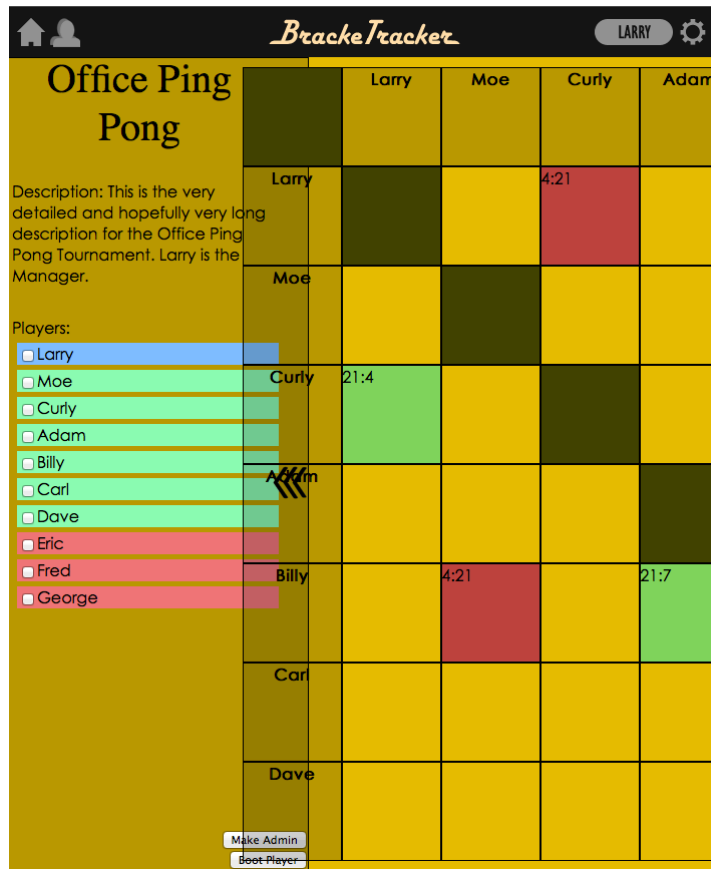 BrackeTracker
LARRY
Office Ping
Pong
Description: This is the very
detailed and hopefully very long
description for the Office Ping
Pong Tournament. Larry is the
Manager.
Players:
Larry
Moe
Curly
Adam
Billy
Carl
Dave
Eric
Fred
George
Make Admin
Boot Player
Larry Moe Curly Adam
Larry 4:21
Moe
Curly 21:4
Adam
Billy 4:21 21:7
Carl
Dave